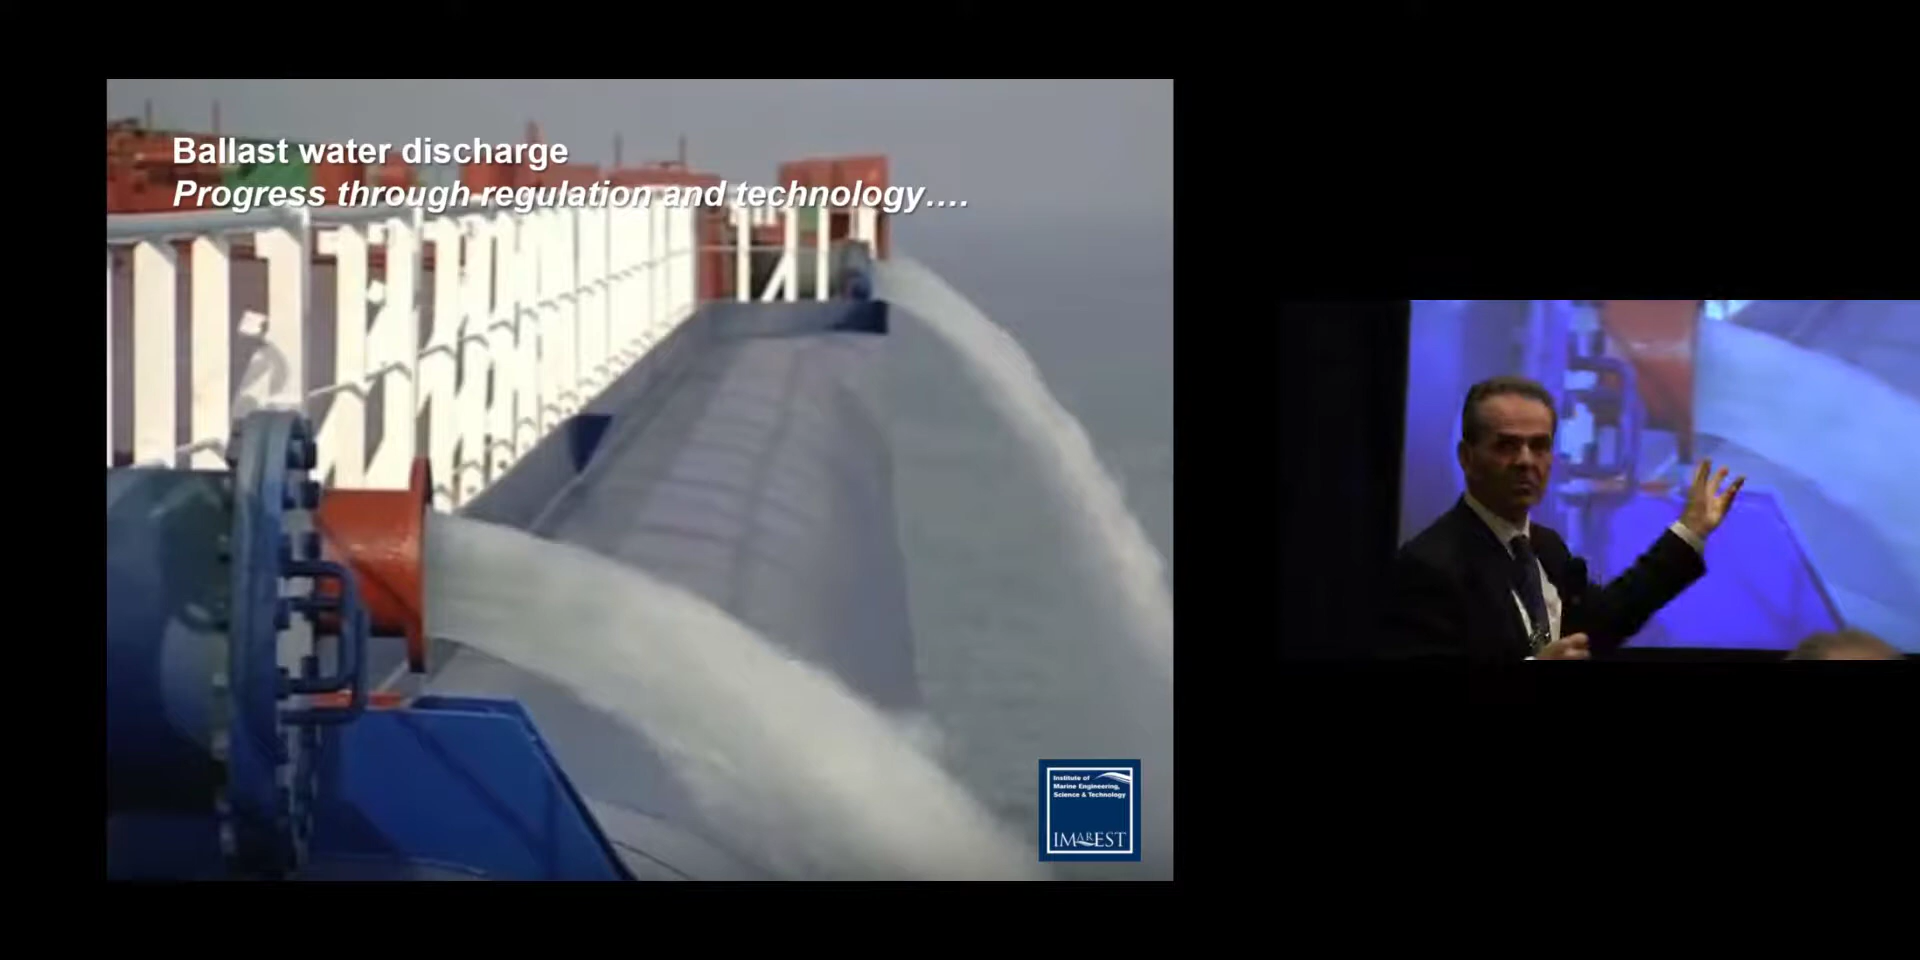 Ballast water discharge
Progress through regulation and technology....
Institute of
Marine Engineering,
Science & Technology
IMarEST